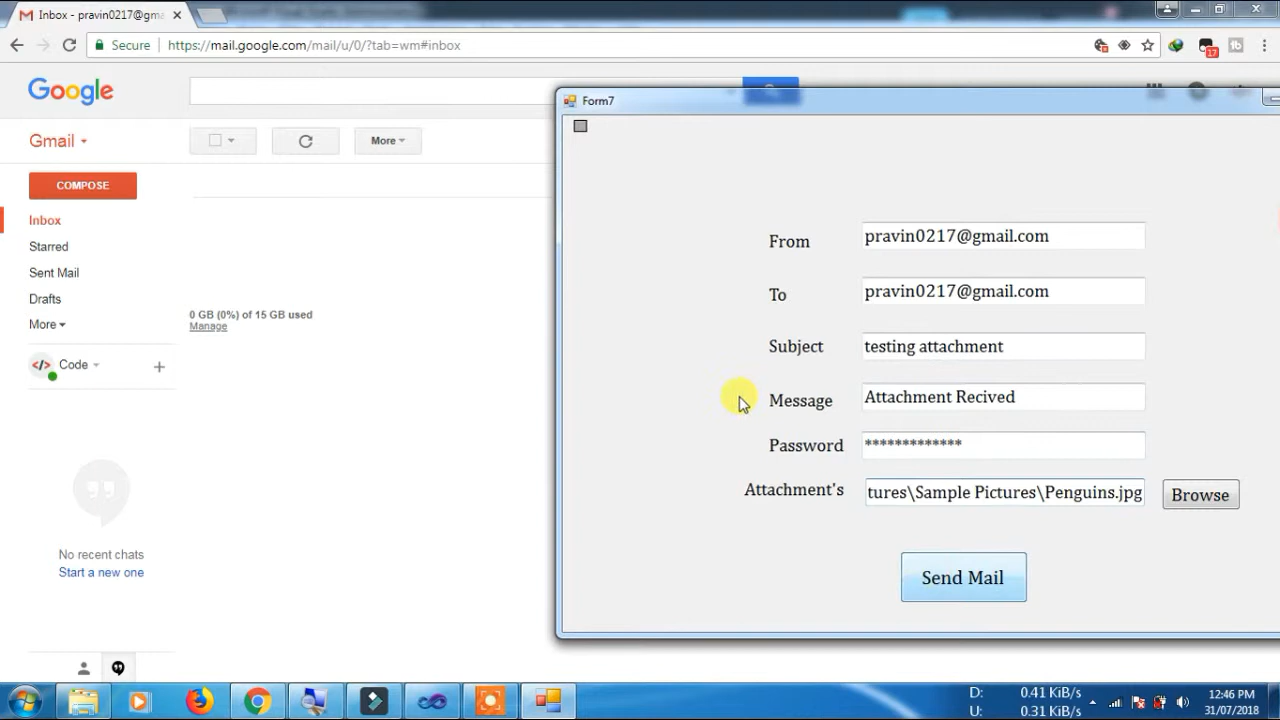 Inbox - pravin0217@gma
Secure https://mail.google.com/mail/u/0/?tab=wm#inbox
17
Google
Form7
Gmail
More
COMPOSE
Inbox
Starred
Sent Mail
Drafts
More
0 GB (0%) of 15 GB used
Manage
Code
No recent chats
Start a new one
From pravin0217@gmail.com
To pravin0217@gmail.com
Subject testing attachment
Message Attachment Recived
Password *************
Attachment's tures\Sample Pictures\Penguins.jpg Browse
Send Mail
D: 0.41 KiB/s
U: 0.31 KiB/s
12:46 PM
31/07/2018